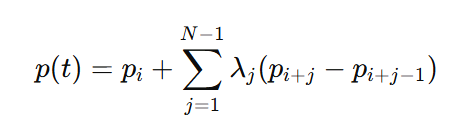 p(t) = p_i + \sum_{j=1}^{N-1} \lambda_j (p_{i+j} - p_{i+j-1})